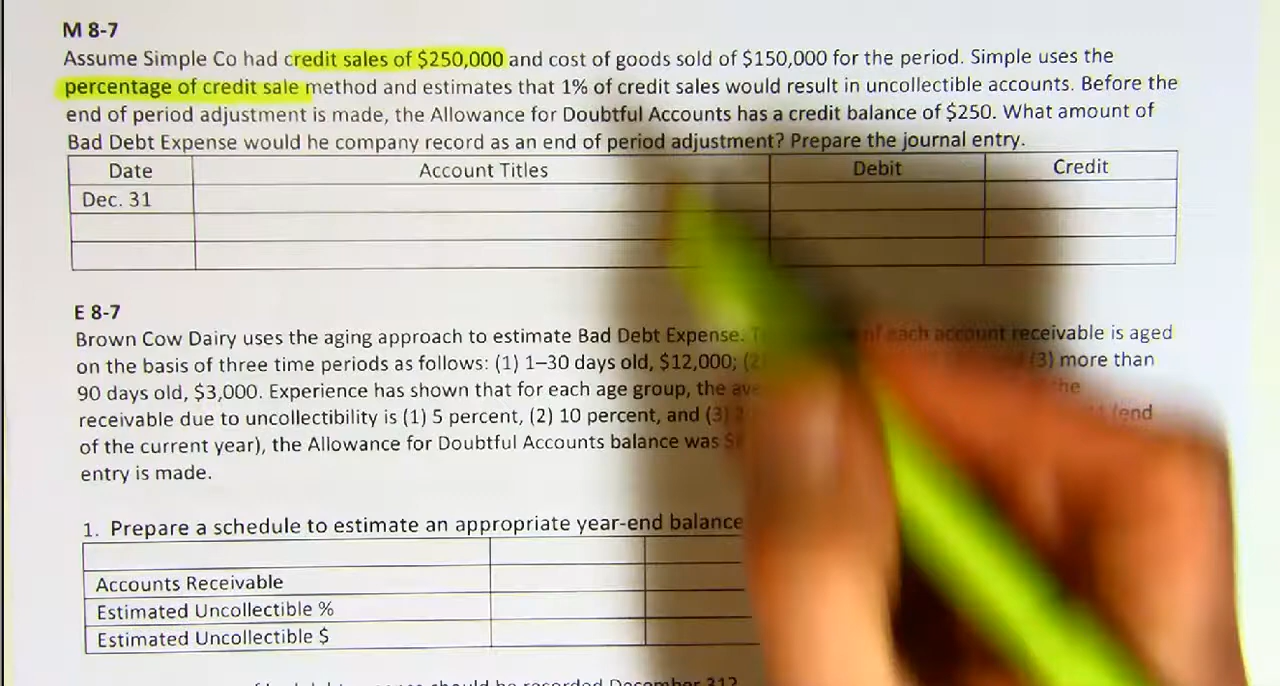 M 8-7
Assume Simple Co had credit sales of $250,000 and cost of goods sold of $150,000 for the period. Simple uses the
percentage of credit sale method and estimates that 1% of credit sales would result in uncollectible accounts. Before the
end of period adjustment is made, the Allowance for Doubtful Accounts has a credit balance of $250. What amount of
Bad Debt Expense would he company record as an end of period adjustment? Prepare the journal entry.
Date Account Titles Debit Credit
Dec. 31
E 8-7
Brown Cow Dairy uses the aging approach to estimate Bad Debt Expense. of each account receivable is aged
on the basis of three time periods as follows: (1) 1–30 days old, $12,000; (2) (3) more than
90 days old, $3,000. Experience has shown that for each age group, the the
receivable due to uncollectibility is (1) 5 percent, (2) 10 percent, and (3) (end
of the current year), the Allowance for Doubtful Accounts balance was
entry is made.
1. Prepare a schedule to estimate an appropriate year-end balance
Accounts Receivable
Estimated Uncollectible %
Estimated Uncollectible $
should be recorded December 31?